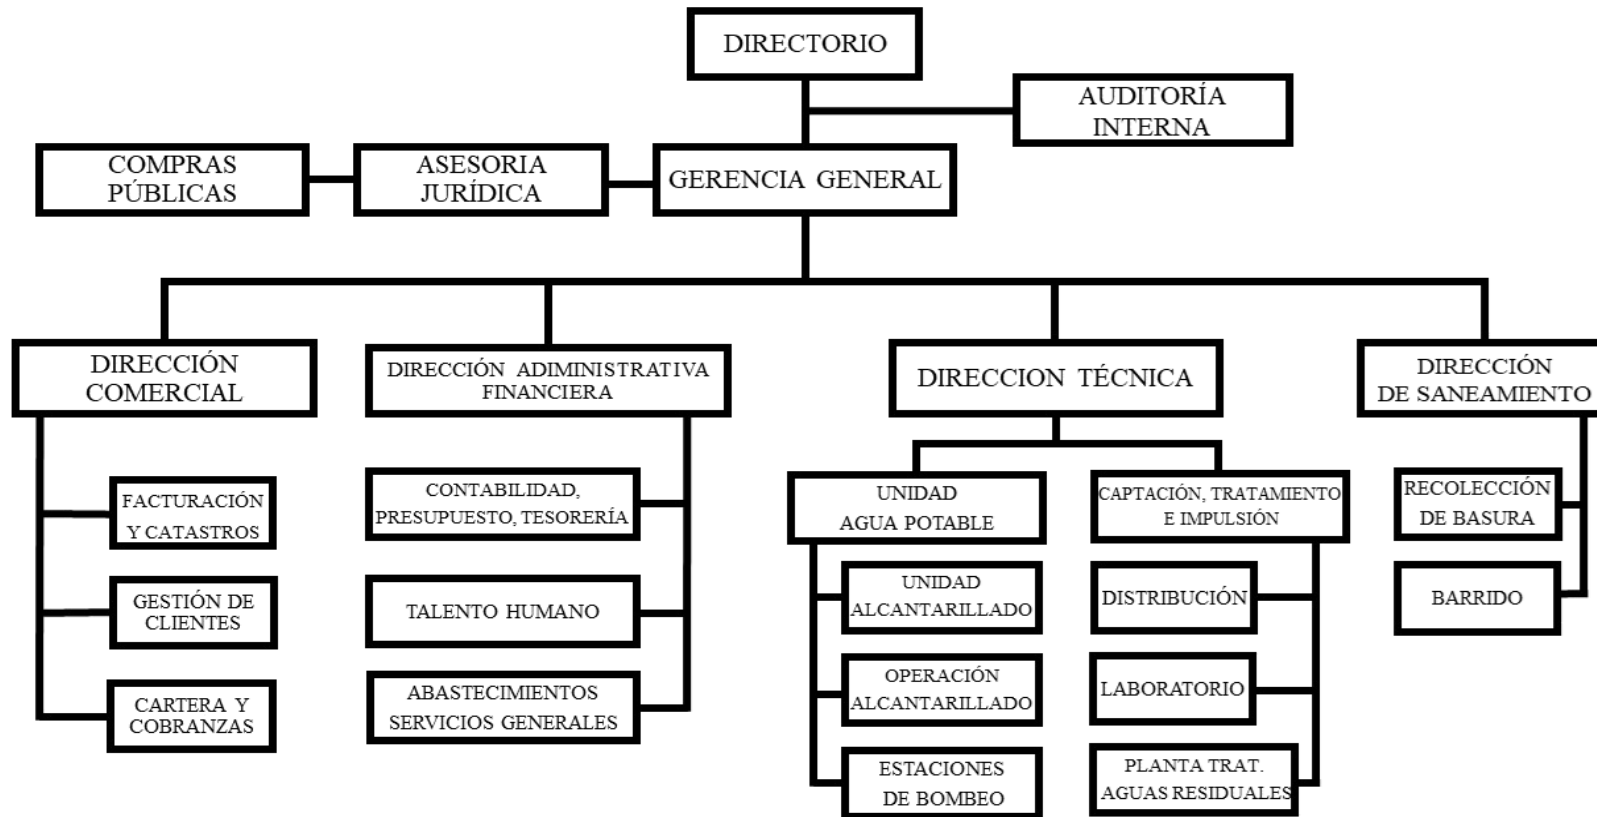 DIRECTORIO
AUDITORÍA
INTERNA
COMPRAS
PÚBLICAS
ASESORIA
JURÍDICA
GERENCIA GENERAL
DIRECCIÓN
COMERCIAL
DIRECCIÓN ADIMINISTRATIVA
FINANCIERA
DIRECCION TÉCNICA
DIRECCIÓN
DE SANEAMIENTO
FACTURACIÓN
Y CATASTROS
GESTIÓN DE
CLIENTES
CARTERA Y
COBRANZAS
CONTABILIDAD,
PRESUPUESTO, TESORERÍA
TALENTO HUMANO
ABASTECIMIENTOS
SERVICIOS GENERALES
UNIDAD
AGUA POTABLE
UNIDAD
ALCANTARILLADO
OPERACIÓN
ALCANTARILLADO
ESTACIONES
DE BOMBEO
CAPTACIÓN, TRATAMIENTO
E IMPULSIÓN
DISTRIBUCIÓN
LABORATORIO
PLANTA TRAT.
AGUAS RESIDUALES
RECOLECCIÓN
DE BASURA
BARRIDO